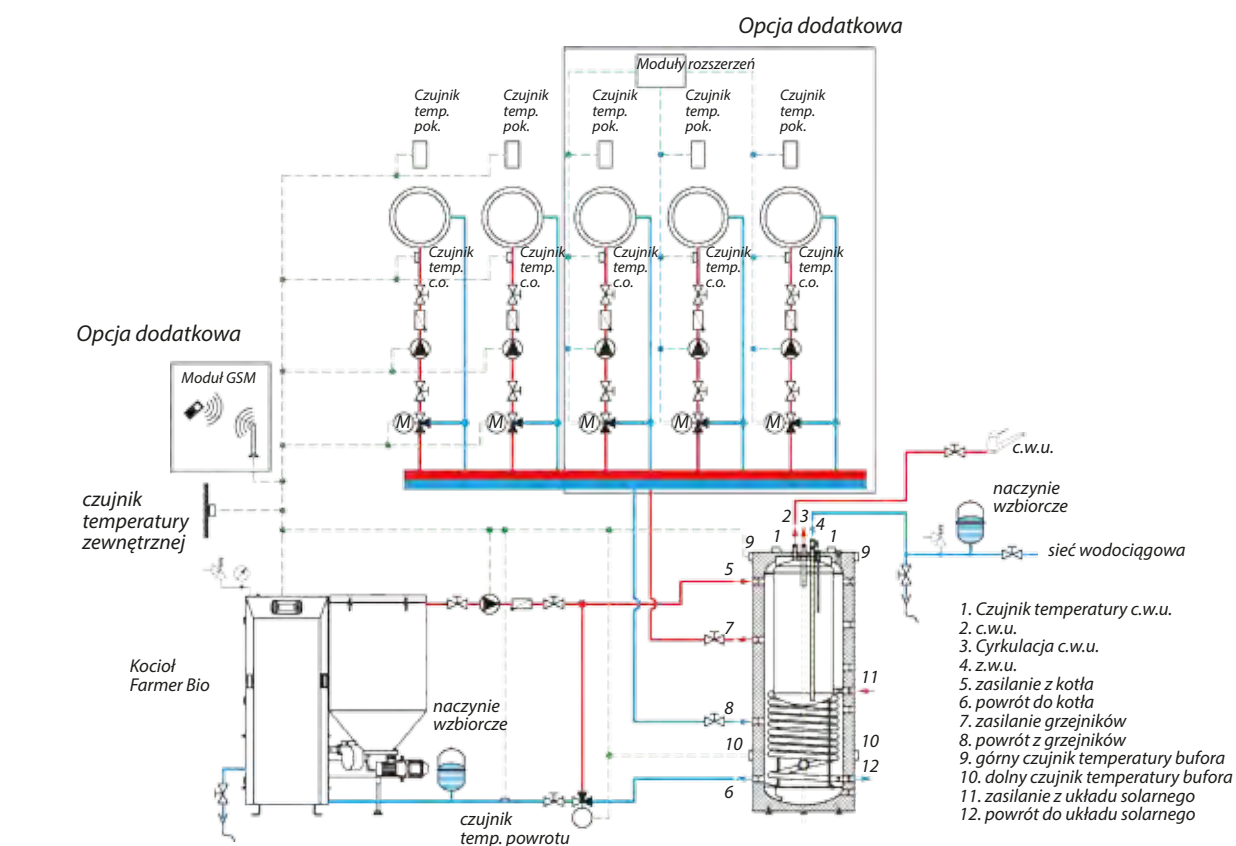 Opcja dodatkowa
Moduły rozszerzeń
Czujnik
temp.
pok.
Czujnik
temp.
pok.
Czujnik
temp.
pok.
Czujnik
temp.
pok.
Czujnik
temp.
pok.
Czujnik
temp.
c.o.
Czujnik
temp.
c.o.
Czujnik
temp.
c.o.
Czujnik
temp.
c.o.
Czujnik
temp.
c.o.
M
M
M
M
M
Opcja dodatkowa
Moduł GSM
czujnik
temperatury
zewnętrznej
Kocioł
Farmer Bio
naczynie
wzbiorcze
czujnik
temp. powrotu
c.w.u.
naczynie
wzbiorcze
sieć wodociągowa
2
3
4
9
1
1
9
5
7
11
8
10
10
12
6
1. Czujnik temperatury c.w.u.
2. c.w.u.
3. Cyrkulacja c.w.u.
4. z.w.u.
5. zasilanie z kotła
6. powrót do kotła
7. zasilanie grzejników
8. powrót z grzejników
9. górny czujnik temperatury bufora
10. dolny czujnik temperatury bufora
11. zasilanie z układu solarnego
12. powrót do układu solarnego